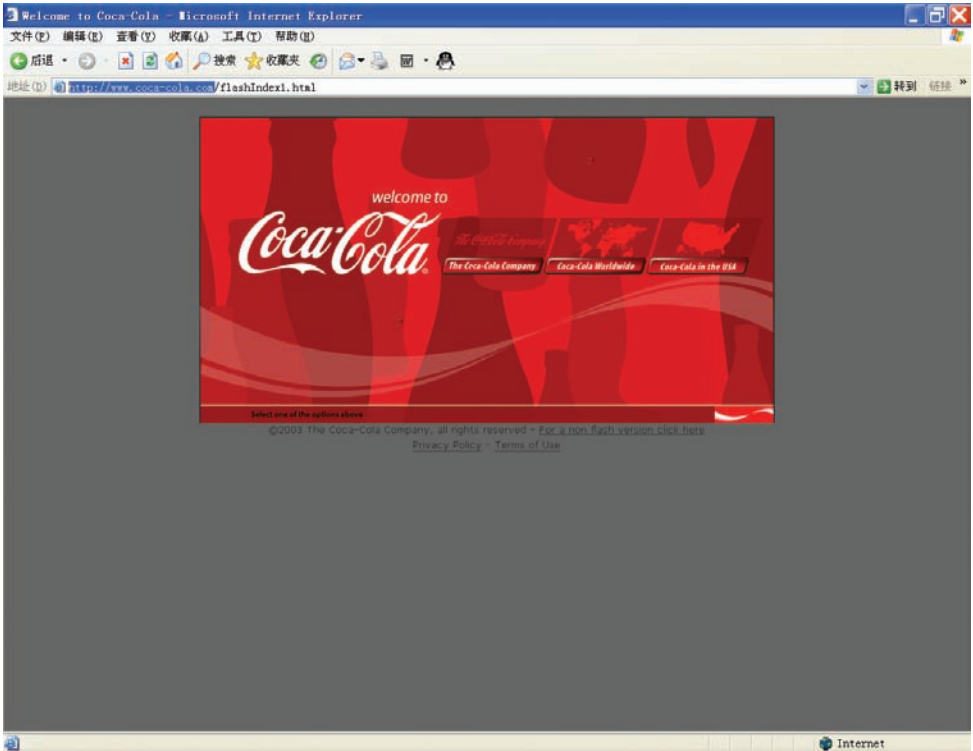 Welcome to Coca-Cola - Microsoft Internet Explorer
文件(F) 编辑(E) 查看(V) 收藏(A) 工具(T) 帮助(H)
后退 搜索 收藏夹
地址(D) http://www.coca-cola.com/flashIndex1.html 转到 链接 »
welcome to
Coca-Cola
The Coca-Cola Company
The Coca-Cola Company Coca-Cola Worldwide Coca-Cola in the USA
Select one of the options above
©2003 The Coca-Cola Company, all rights reserved - For a non flash version click here
Privacy Policy - Terms of Use
Internet